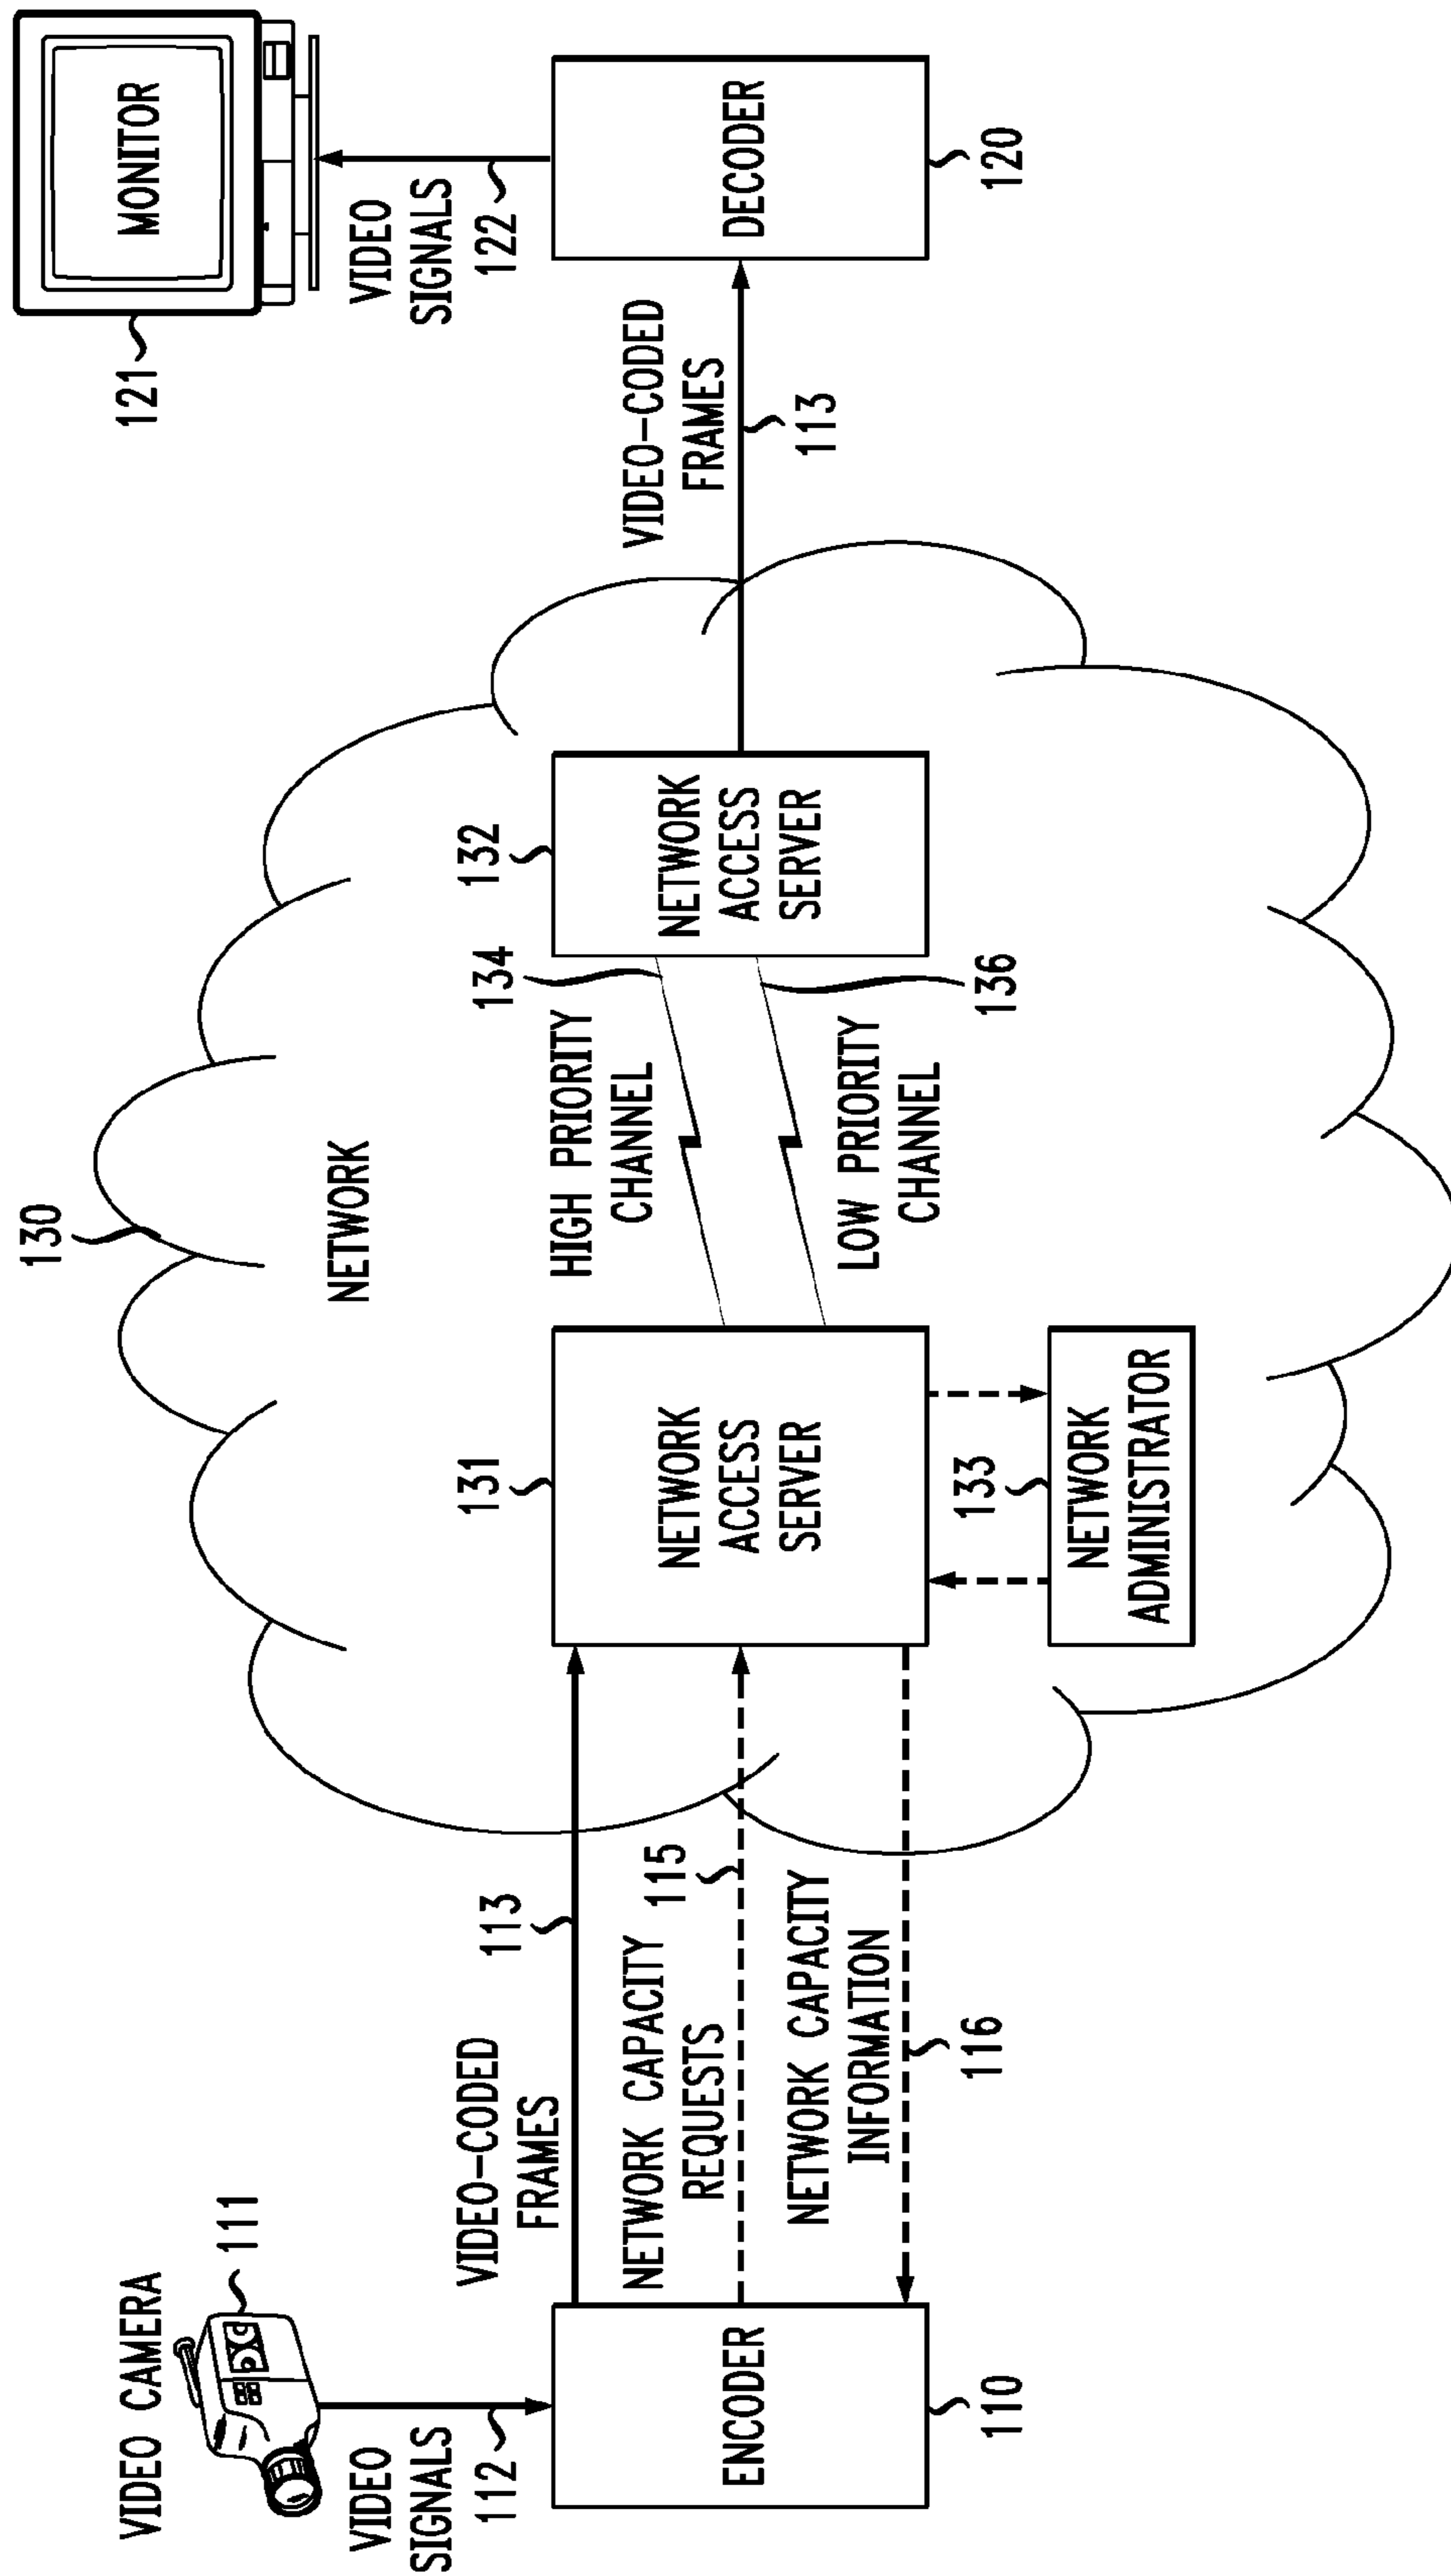 VIDEO CAMERA
111
VIDEO
SIGNALS
112
ENCODER
110
VIDEO-CODED
FRAMES
113
NETWORK CAPACITY
REQUESTS
115
NETWORK CAPACITY
INFORMATION
116
130
NETWORK
131
NETWORK
ACCESS
SERVER
133
NETWORK
ADMINISTRATOR
HIGH PRIORITY
CHANNEL
134
LOW PRIORITY
CHANNEL
136
132
NETWORK
ACCESS
SERVER
VIDEO-CODED
FRAMES
113
121
MONITOR
VIDEO
SIGNALS
122
DECODER
120